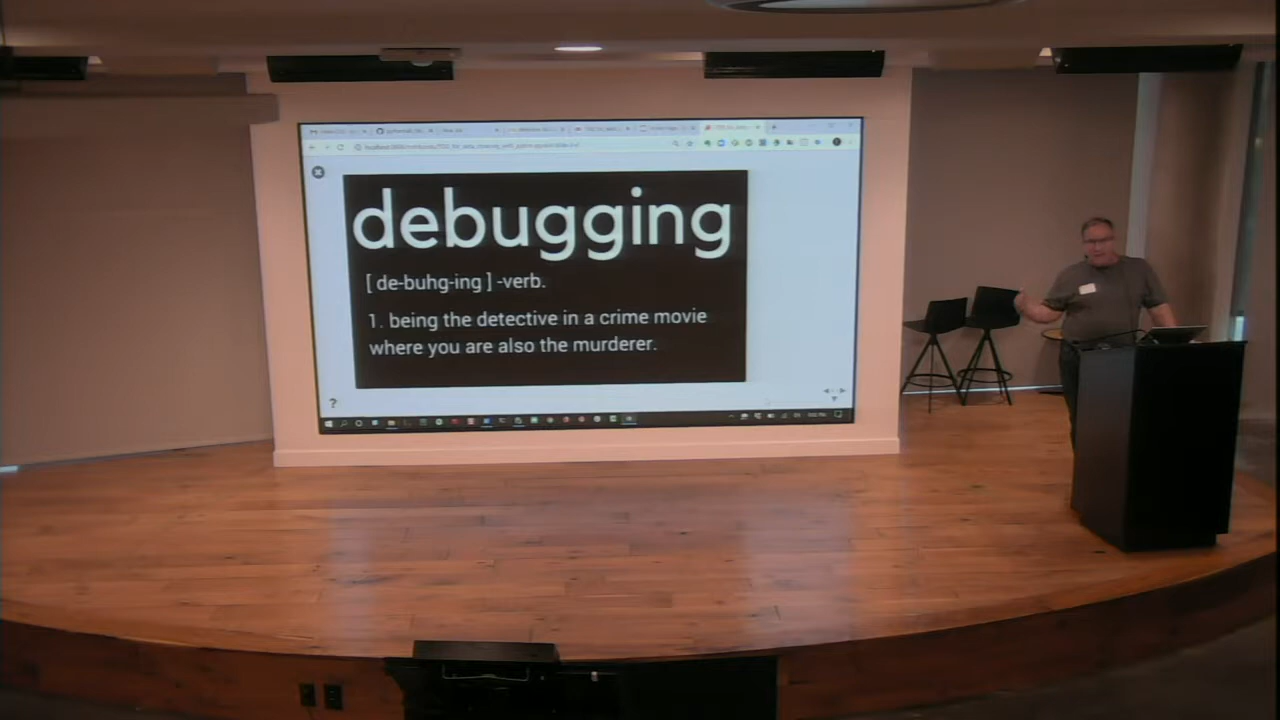 debugging
[ de-buhg-ing ] -verb.
1. being the detective in a crime movie
where you are also the murderer.
?